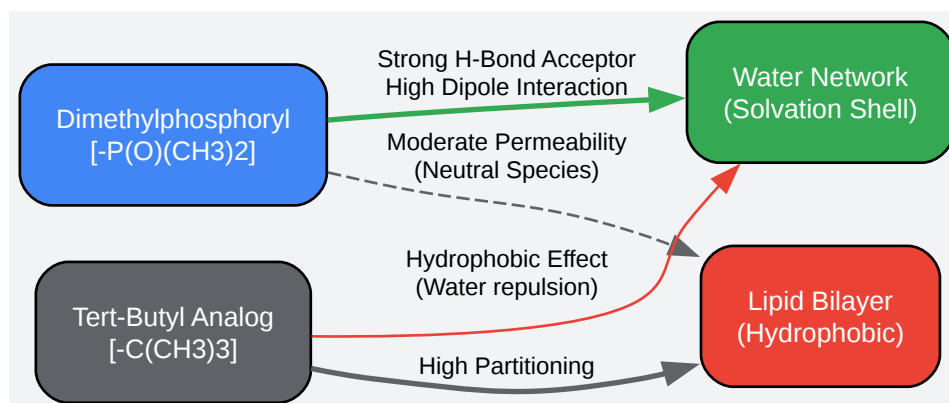 Strong H-Bond Acceptor
High Dipole Interaction
Water Network
(Solvation Shell)
Dimethylphosphoryl
[-P(O)(CH3)2]
Moderate Permeability
(Neutral Species)
Hydrophobic Effect
(Water repulsion)
Lipid Bilayer
(Hydrophobic)
Tert-Butyl Analog
[-C(CH3)3]
High Partitioning